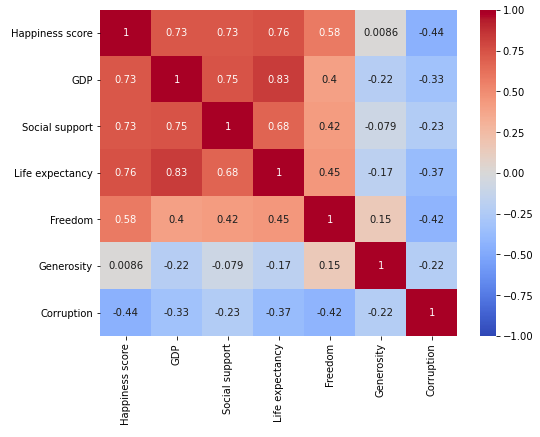 Happiness score 1 0.73 0.73 0.76 0.58 0.0086 -0.44
GDP 0.73 1 0.75 0.83 0.4 -0.22 -0.33
Social support 0.73 0.75 1 0.68 0.42 -0.079 -0.23
Life expectancy 0.76 0.83 0.68 1 0.45 -0.17 -0.37
Freedom 0.58 0.4 0.42 0.45 1 0.15 -0.42
Generosity 0.0086 -0.22 -0.079 -0.17 0.15 1 -0.22
Corruption -0.44 -0.33 -0.23 -0.37 -0.42 -0.22 1
Happiness score
GDP
Social support
Life expectancy
Freedom
Generosity
Corruption
1.00
0.75
0.50
0.25
0.00
-0.25
-0.50
-0.75
-1.00